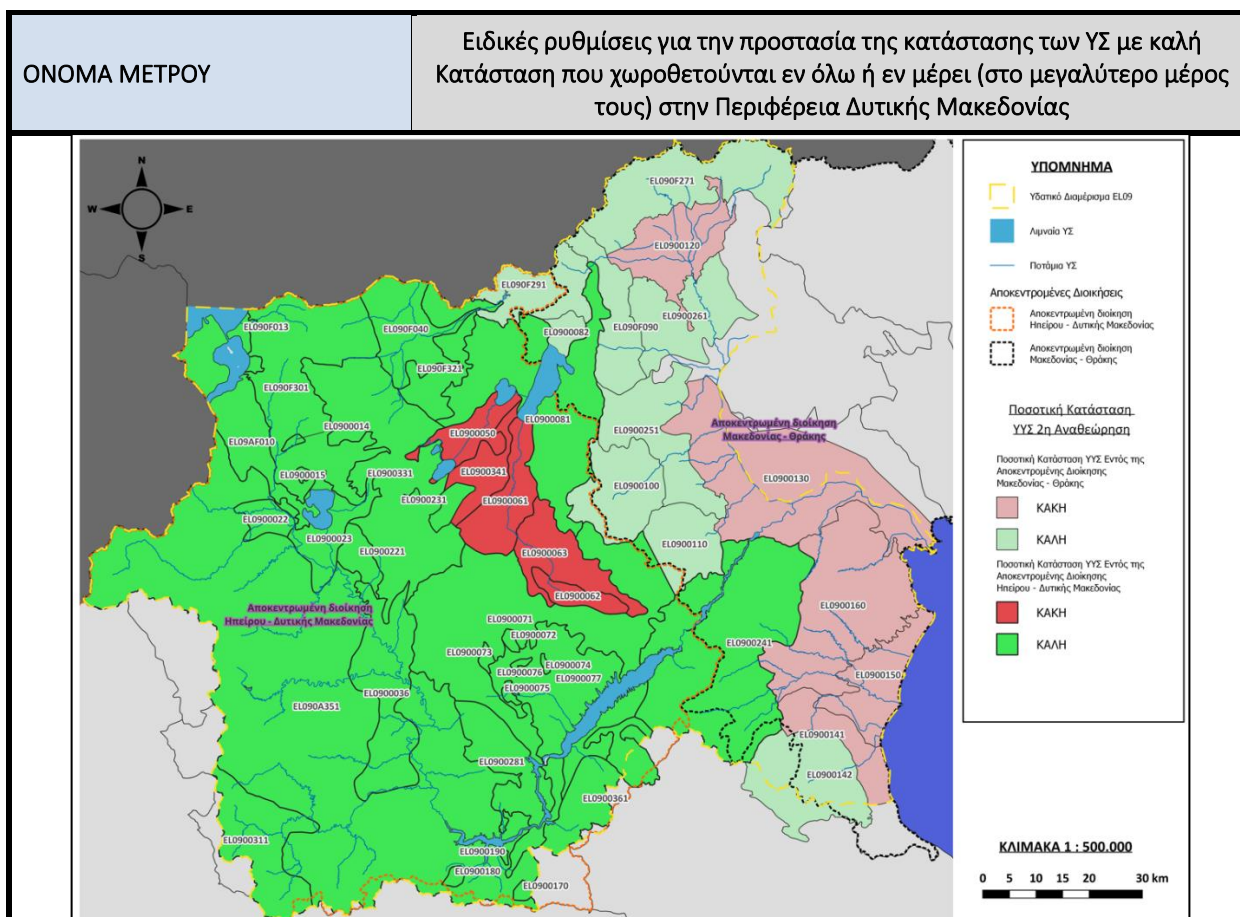 ΟΝΟΜΑ ΜΕΤΡΟΥ
Ειδικές ρυθμίσεις για την προστασία της κατάστασης των ΥΣ με καλή
Κατάσταση που χωροθετούνται εν όλω ή εν μέρει (στο μεγαλύτερο μέρος
τους) στην Περιφέρεια Δυτικής Μακεδονίας
N
W
E
S
EL090F271
EL0900120
EL090F291
EL090F013
EL090F040
EL0900082
EL090F090
EL0900261
EL090F321
EL090F301
EL0900081
EL0900014
EL0900050
EL0900251
Αποκεντρωμένη διοίκηση
Μακεδονίας - Θράκης
EL09AF010
EL0900015
EL0900331
EL0900341
EL0900130
EL0900100
EL0900231
EL0900061
EL0900022
EL0900023
EL0900221
EL0900063
EL0900110
EL0900062
Αποκεντρωμένη διοίκηση
Ηπείρου - Δυτικής Μακεδονίας
EL0900160
EL0900071
EL0900072
EL0900241
EL0900073
EL0900074
EL0900076
EL0900077
EL0900075
EL0900150
EL0900036
EL090A351
EL0900141
EL0900281
EL0900142
EL0900361
EL0900311
EL0900190
EL0900180
EL0900170
ΥΠΟΜΝΗΜΑ
Υδατικό Διαμέρισμα EL09
Λιμναία ΥΣ
Ποτάμια ΥΣ
Αποκεντρομένες Διοικήσεις
Αποκεντρωμένη διοίκηση
Ηπείρου - Δυτικής Μακεδονίας
Αποκεντρωμένη διοίκηση
Μακεδονίας - Θράκης
Ποσοτική Κατάσταση
ΥΥΣ 2η Αναθεώρηση
Ποσοτική Κατάσταση ΥΥΣ Εντός της
Αποκεντρομένης Διοίκησης
Μακεδονίας - Θράκης
ΚΑΚΗ
ΚΑΛΗ
Ποσοτική Κατάσταση ΥΥΣ Εντός της
Αποκεντρομένης Διοίκησης
Ηπείρου - Δυτικής Μακεδονίας
ΚΑΚΗ
ΚΑΛΗ
ΚΛΙΜΑΚΑ 1 : 500.000
0 5 10 15 20 30 km